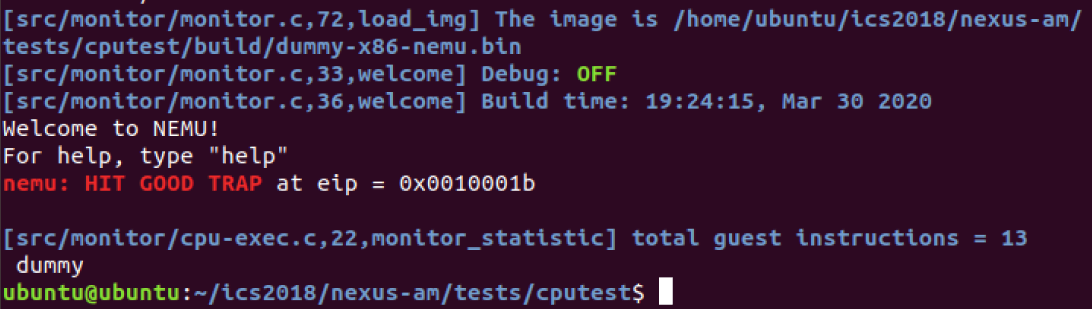 [src/monitor/monitor.c,72,load_img] The image is /home/ubuntu/ics2018/nexus-am/
tests/cputest/build/dummy-x86-nemu.bin
[src/monitor/monitor.c,33,welcome] Debug: OFF
[src/monitor/monitor.c,36,welcome] Build time: 19:24:15, Mar 30 2020
Welcome to NEMU!
For help, type "help"
nemu: HIT GOOD TRAP at eip = 0x0010001b
[src/monitor/cpu-exec.c,22,monitor_statistic] total guest instructions = 13
dummy
ubuntu@ubuntu:~/ics2018/nexus-am/tests/cputest$